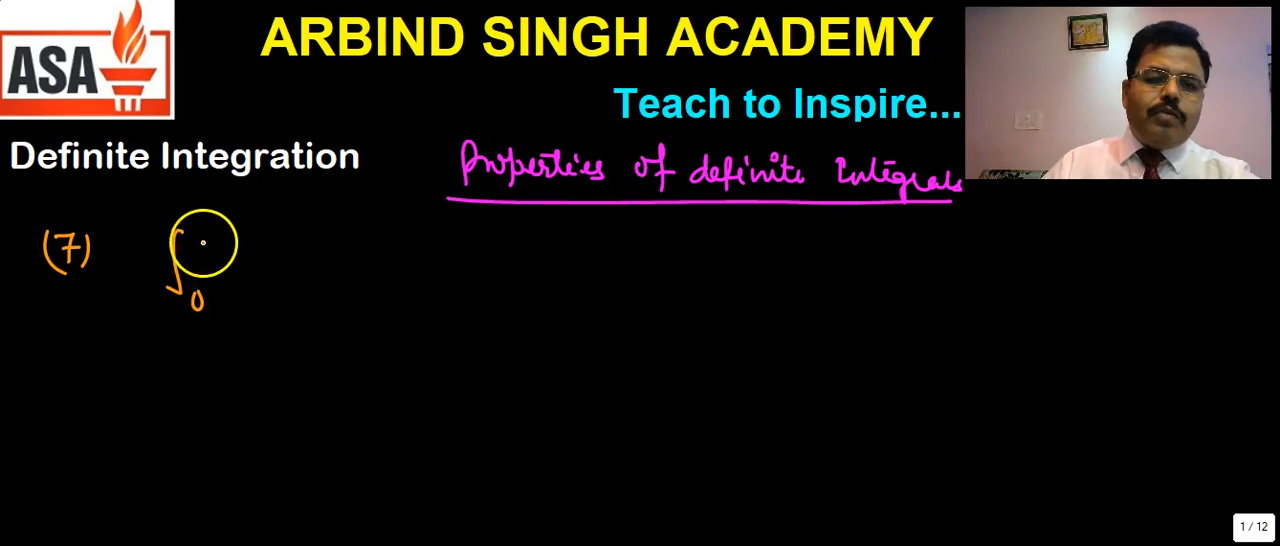 ASA
ARBIND SINGH ACADEMY
Teach to Inspire...
Definite Integration
Properties of definite Integrals
(7) ∫₀
1 / 12